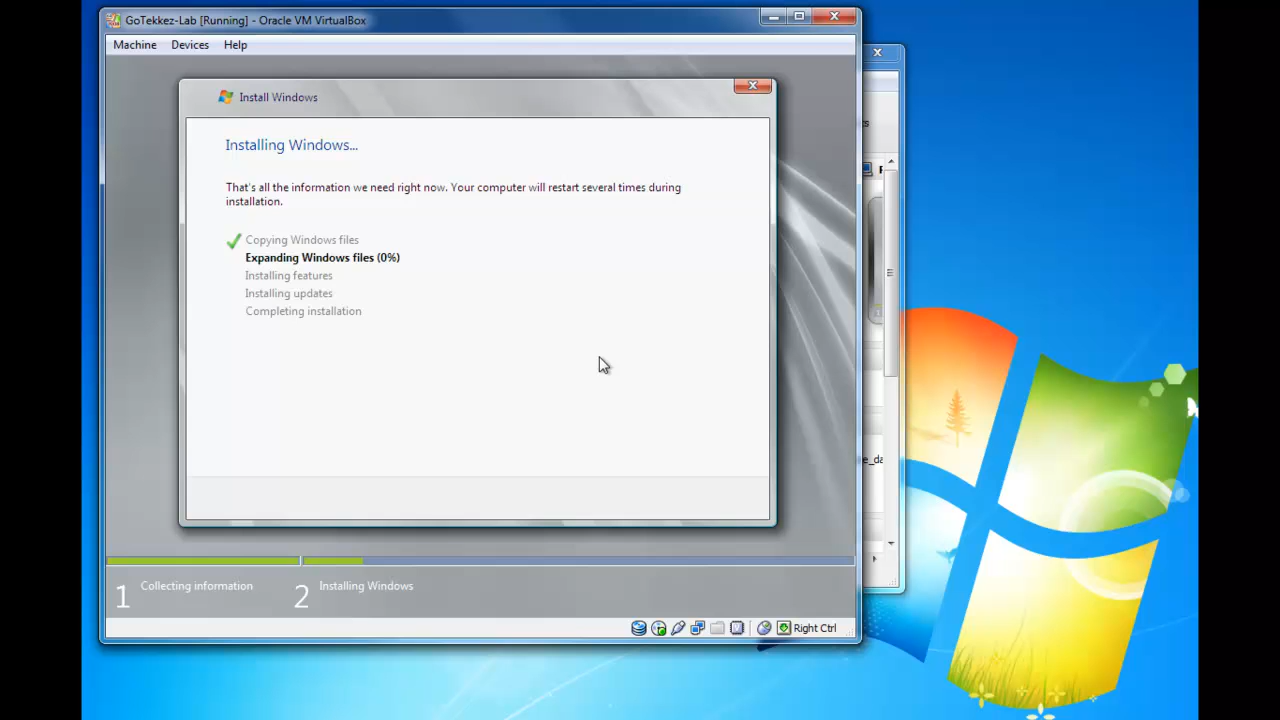 GoTekkez-Lab [Running] - Oracle VM VirtualBox
Machine Devices Help
Install Windows
Installing Windows...
That's all the information we need right now. Your computer will restart several times during
installation.
Copying Windows files
Expanding Windows files (0%)
Installing features
Installing updates
Completing installation
1 Collecting information
2 Installing Windows
Right Ctrl